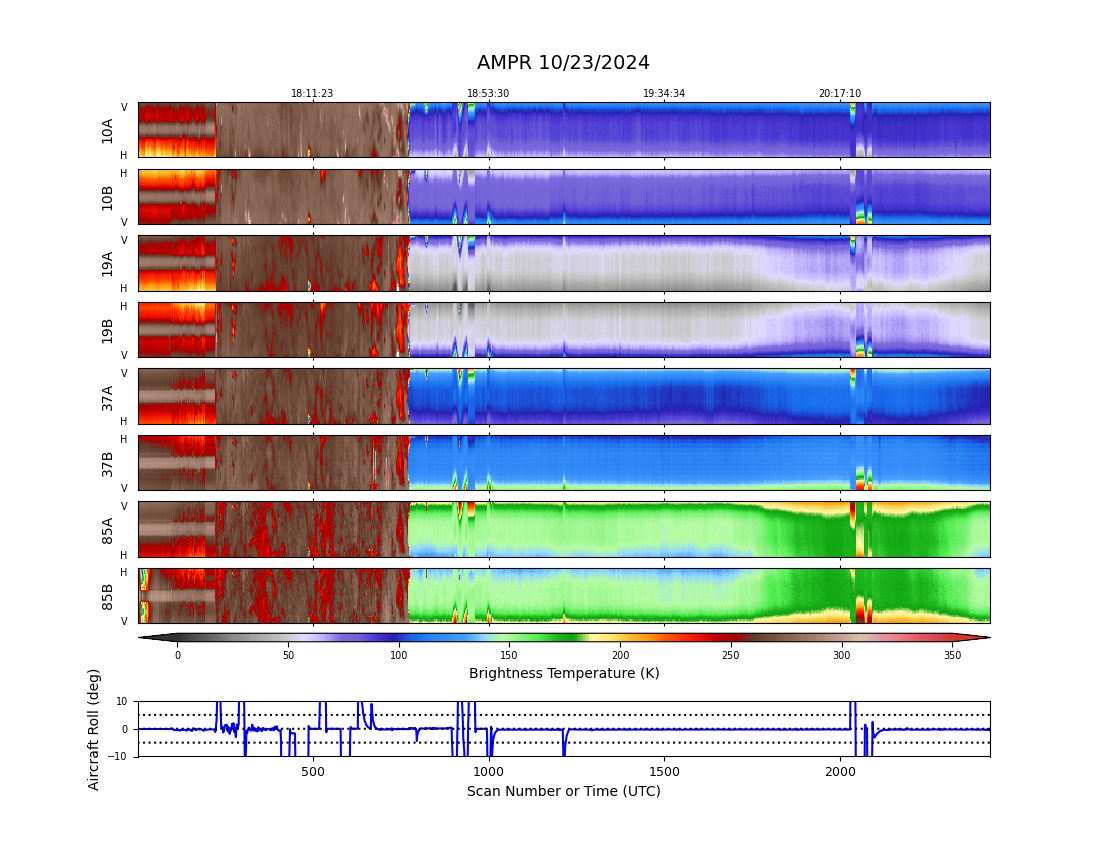 AMPR 10/23/2024
18:11:23 18:53:30 19:34:34 20:17:10
V
10A
H
H
10B
V
V
19A
H
H
19B
V
V
37A
H
H
37B
V
V
85A
H
H
85B
V
0 50 100 150 200 250 300 350
Brightness Temperature (K)
Aircraft Roll (deg)
10
0
−10
500 1000 1500 2000
Scan Number or Time (UTC)